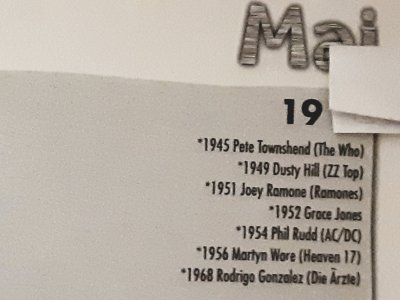 Mai
19
*1945 Pete Townshend (The Who)
*1949 Dusty Hill (ZZ Top)
*1951 Joey Ramone (Ramones)
*1952 Grace Jones
*1954 Phil Rudd (AC/DC)
*1956 Martyn Ware (Heaven 17)
*1968 Rodrigo Gonzalez (Die Ärzte)